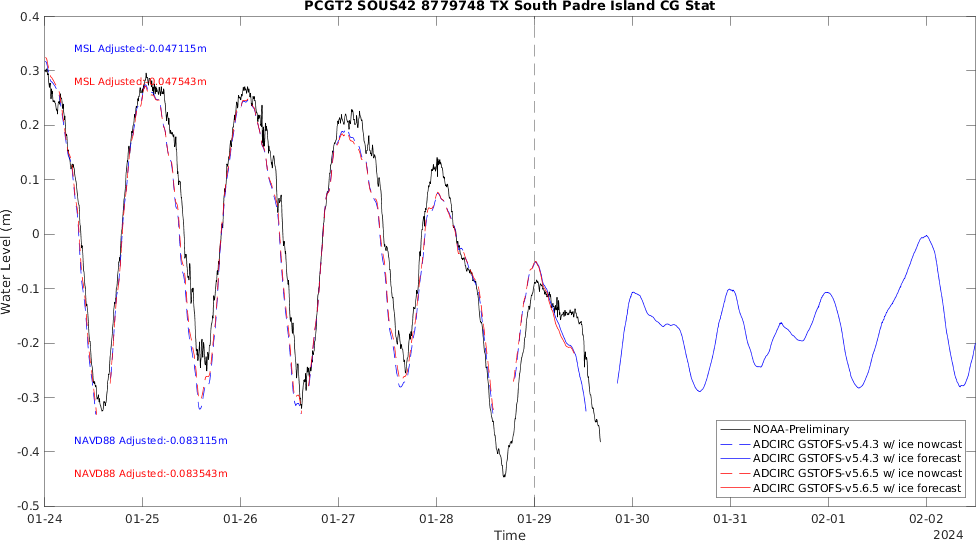 PCGT2 SOUS42 8779748 TX South Padre Island CG Stat
0.4
0.3
0.2
0.1
0
-0.1
-0.2
-0.3
-0.4
-0.5
Water Level (m)
MSL Adjusted:-0.047115m
MSL Adjusted:-0.047543m
NAVD88 Adjusted:-0.083115m
NAVD88 Adjusted:-0.083543m
NOAA-Preliminary
ADCIRC GSTOFS-v5.4.3 w/ ice nowcast
ADCIRC GSTOFS-v5.4.3 w/ ice forecast
ADCIRC GSTOFS-v5.6.5 w/ ice nowcast
ADCIRC GSTOFS-v5.6.5 w/ ice forecast
01-24 01-25 01-26 01-27 01-28 01-29 01-30 01-31 02-01 02-02
Time
2024